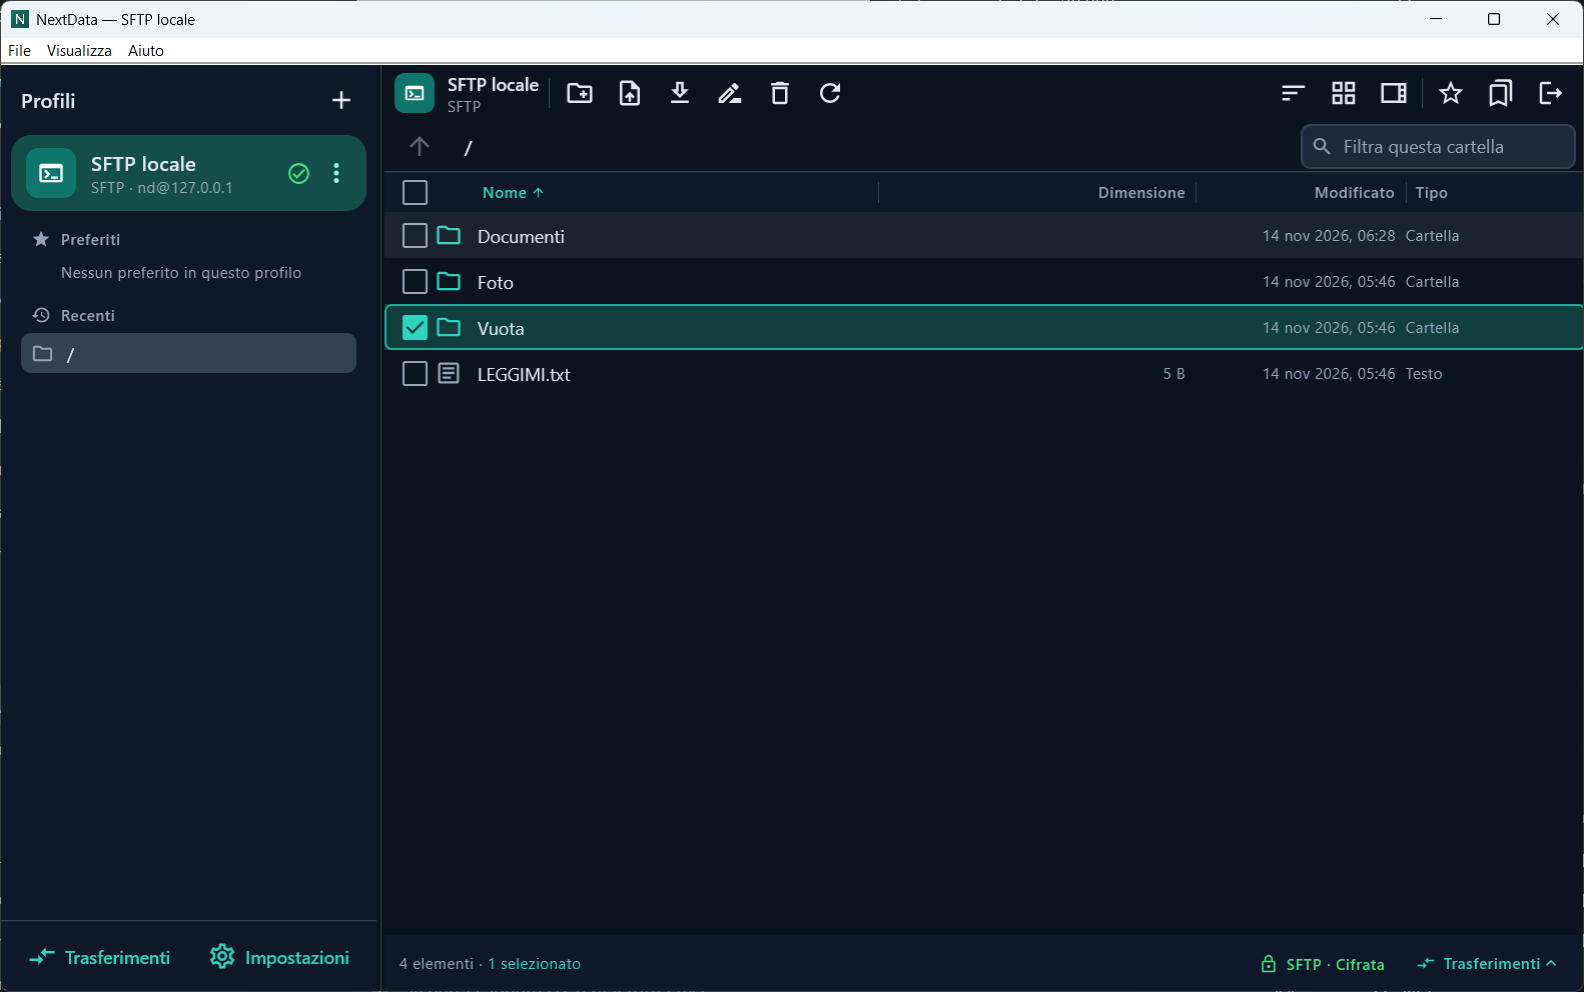 NextData — SFTP locale
File Visualizza Aiuto
Profili
SFTP locale
SFTP · nd@127.0.0.1
Preferiti
Nessun preferito in questo profilo
Recenti
/
Trasferimenti Impostazioni
SFTP locale
SFTP
/
Filtra questa cartella
Nome Dimensione Modificato Tipo
Documenti 14 nov 2026, 06:28 Cartella
Foto 14 nov 2026, 05:46 Cartella
Vuota 14 nov 2026, 05:46 Cartella
LEGGIMI.txt 5 B 14 nov 2026, 05:46 Testo
4 elementi · 1 selezionato SFTP · Cifrata Trasferimenti